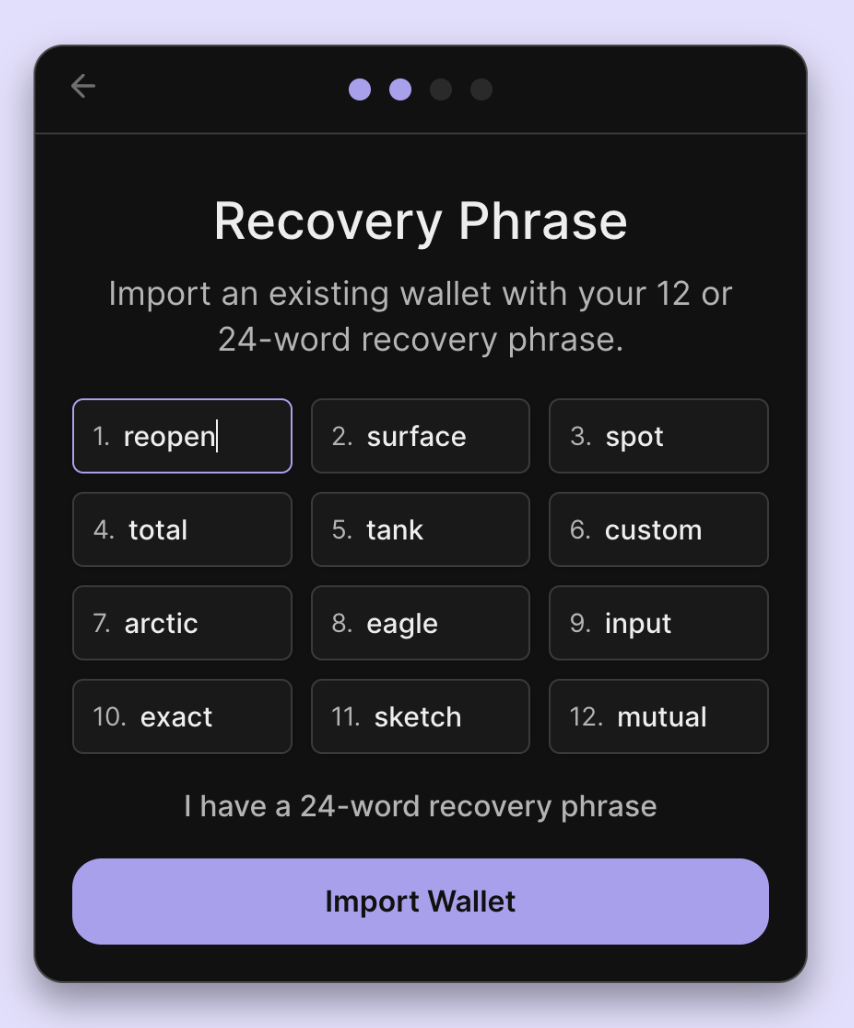 Recovery Phrase
Import an existing wallet with your 12 or
24-word recovery phrase.
1. reopen 2. surface 3. spot
4. total 5. tank 6. custom
7. arctic 8. eagle 9. input
10. exact 11. sketch 12. mutual
I have a 24-word recovery phrase
Import Wallet